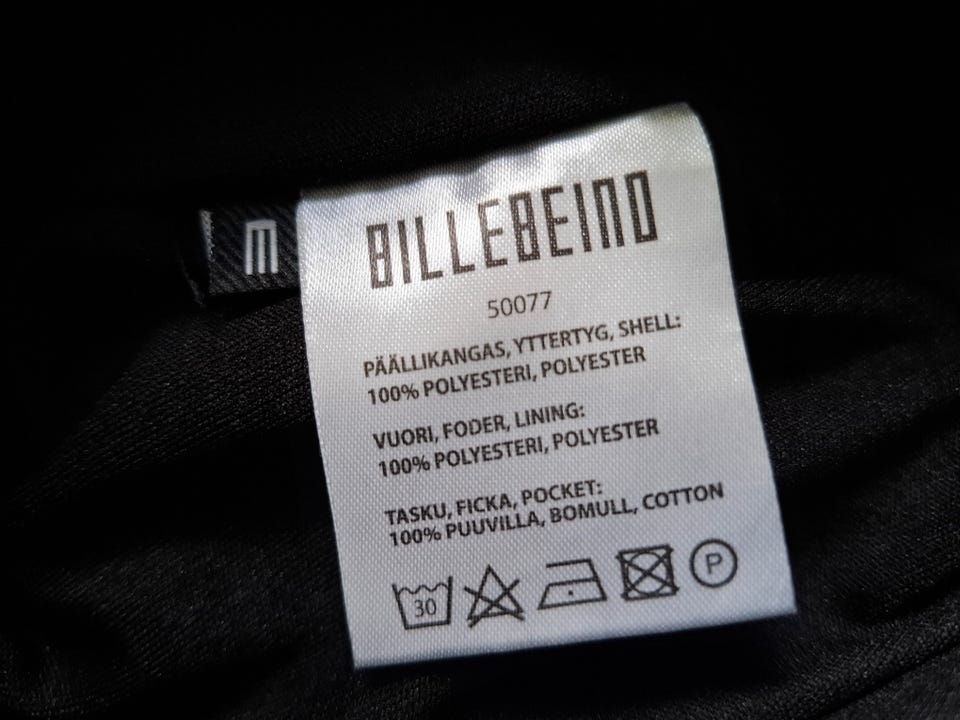 M
BILLEBEINO
50077
PÄÄLLIKANGAS, YTTERTYG, SHELL:
100% POLYESTERI, POLYESTER
VUORI, FODER, LINING:
100% POLYESTERI, POLYESTER
TASKU, FICKA, POCKET:
100% PUUVILLA, BOMULL, COTTON
30 P